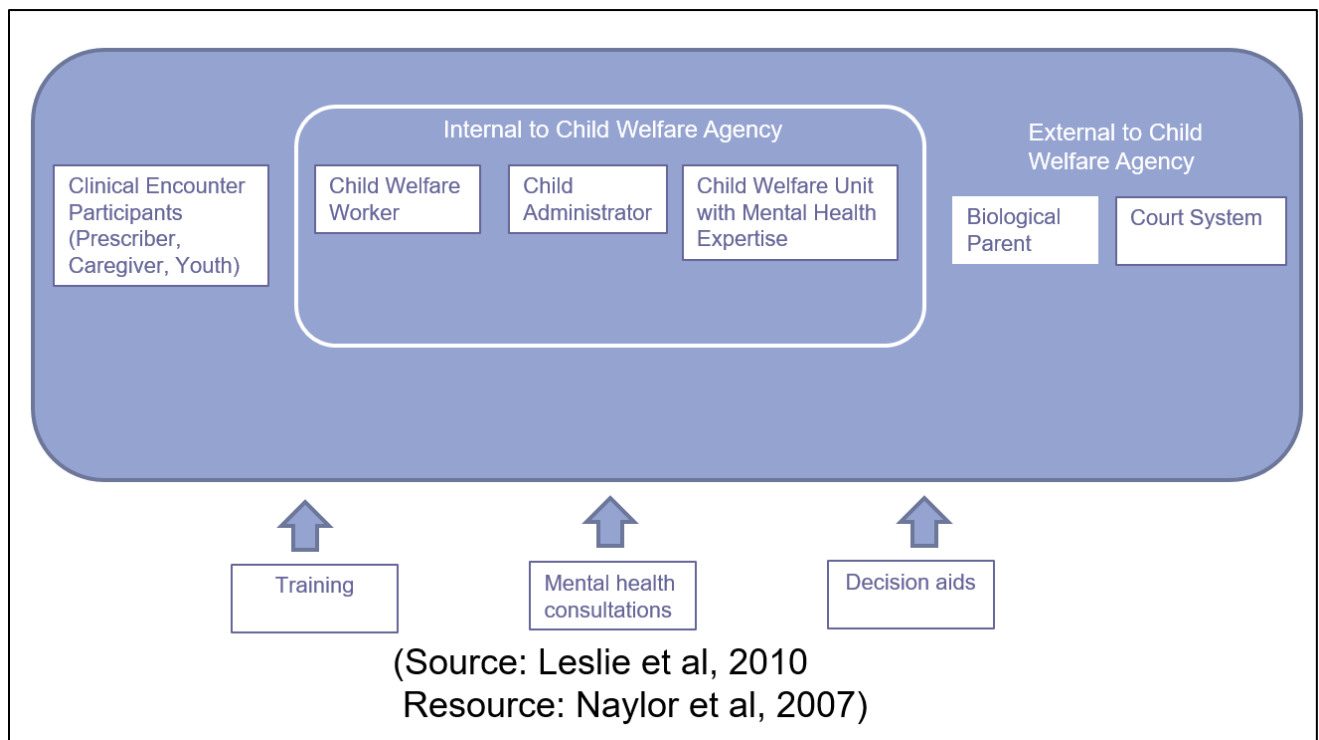 Internal to Child Welfare Agency
External to Child
Welfare Agency
Clinical Encounter
Participants
(Prescriber,
Caregiver, Youth)
Child Welfare
Worker
Child
Administrator
Child Welfare Unit
with Mental Health
Expertise
Biological
Parent
Court System
Training
Mental health
consultations
Decision aids
(Source: Leslie et al, 2010
Resource: Naylor et al, 2007)